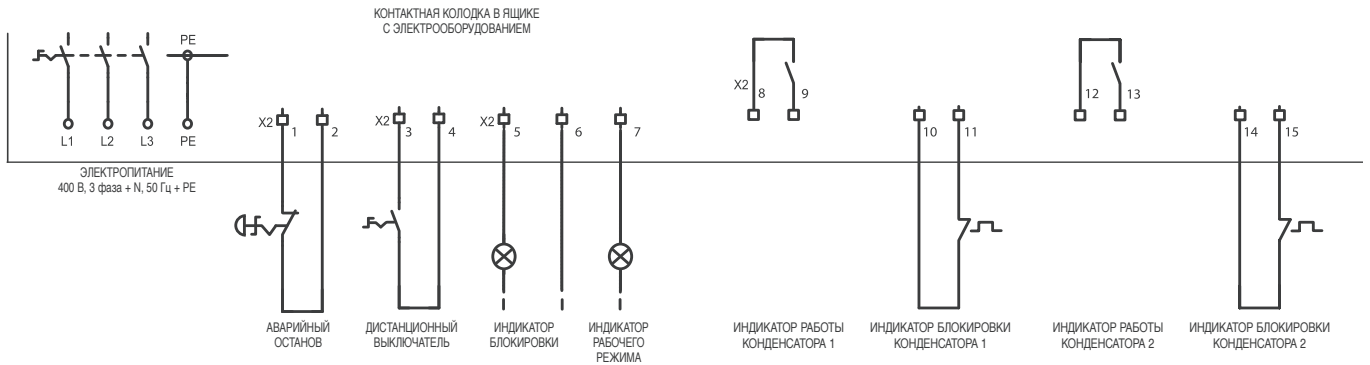 КОНТАКТНАЯ КОЛОДКА В ЯЩИКЕ
С ЭЛЕКТРООБОРУДОВАНИЕМ
PE
L1 L2 L3 PE
ЭЛЕКТРОПИТАНИЕ
400 В, 3 фаза + N, 50 Гц + PE
X2 1 2
X2 3 4
X2 5 6 7
X2 8 9
10 11
12 13
14 15
АВАРИЙНЫЙ
ОСТАНОВ
ДИСТАНЦИОННЫЙ
ВЫКЛЮЧАТЕЛЬ
ИНДИКАТОР
БЛОКИРОВКИ
ИНДИКАТОР
РАБОЧЕГО
РЕЖИМА
ИНДИКАТОР РАБОТЫ
КОНДЕНСАТОРА 1
ИНДИКАТОР БЛОКИРОВКИ
КОНДЕНСАТОРА 1
ИНДИКАТОР РАБОТЫ
КОНДЕНСАТОРА 2
ИНДИКАТОР БЛОКИРОВКИ
КОНДЕНСАТОРА 2